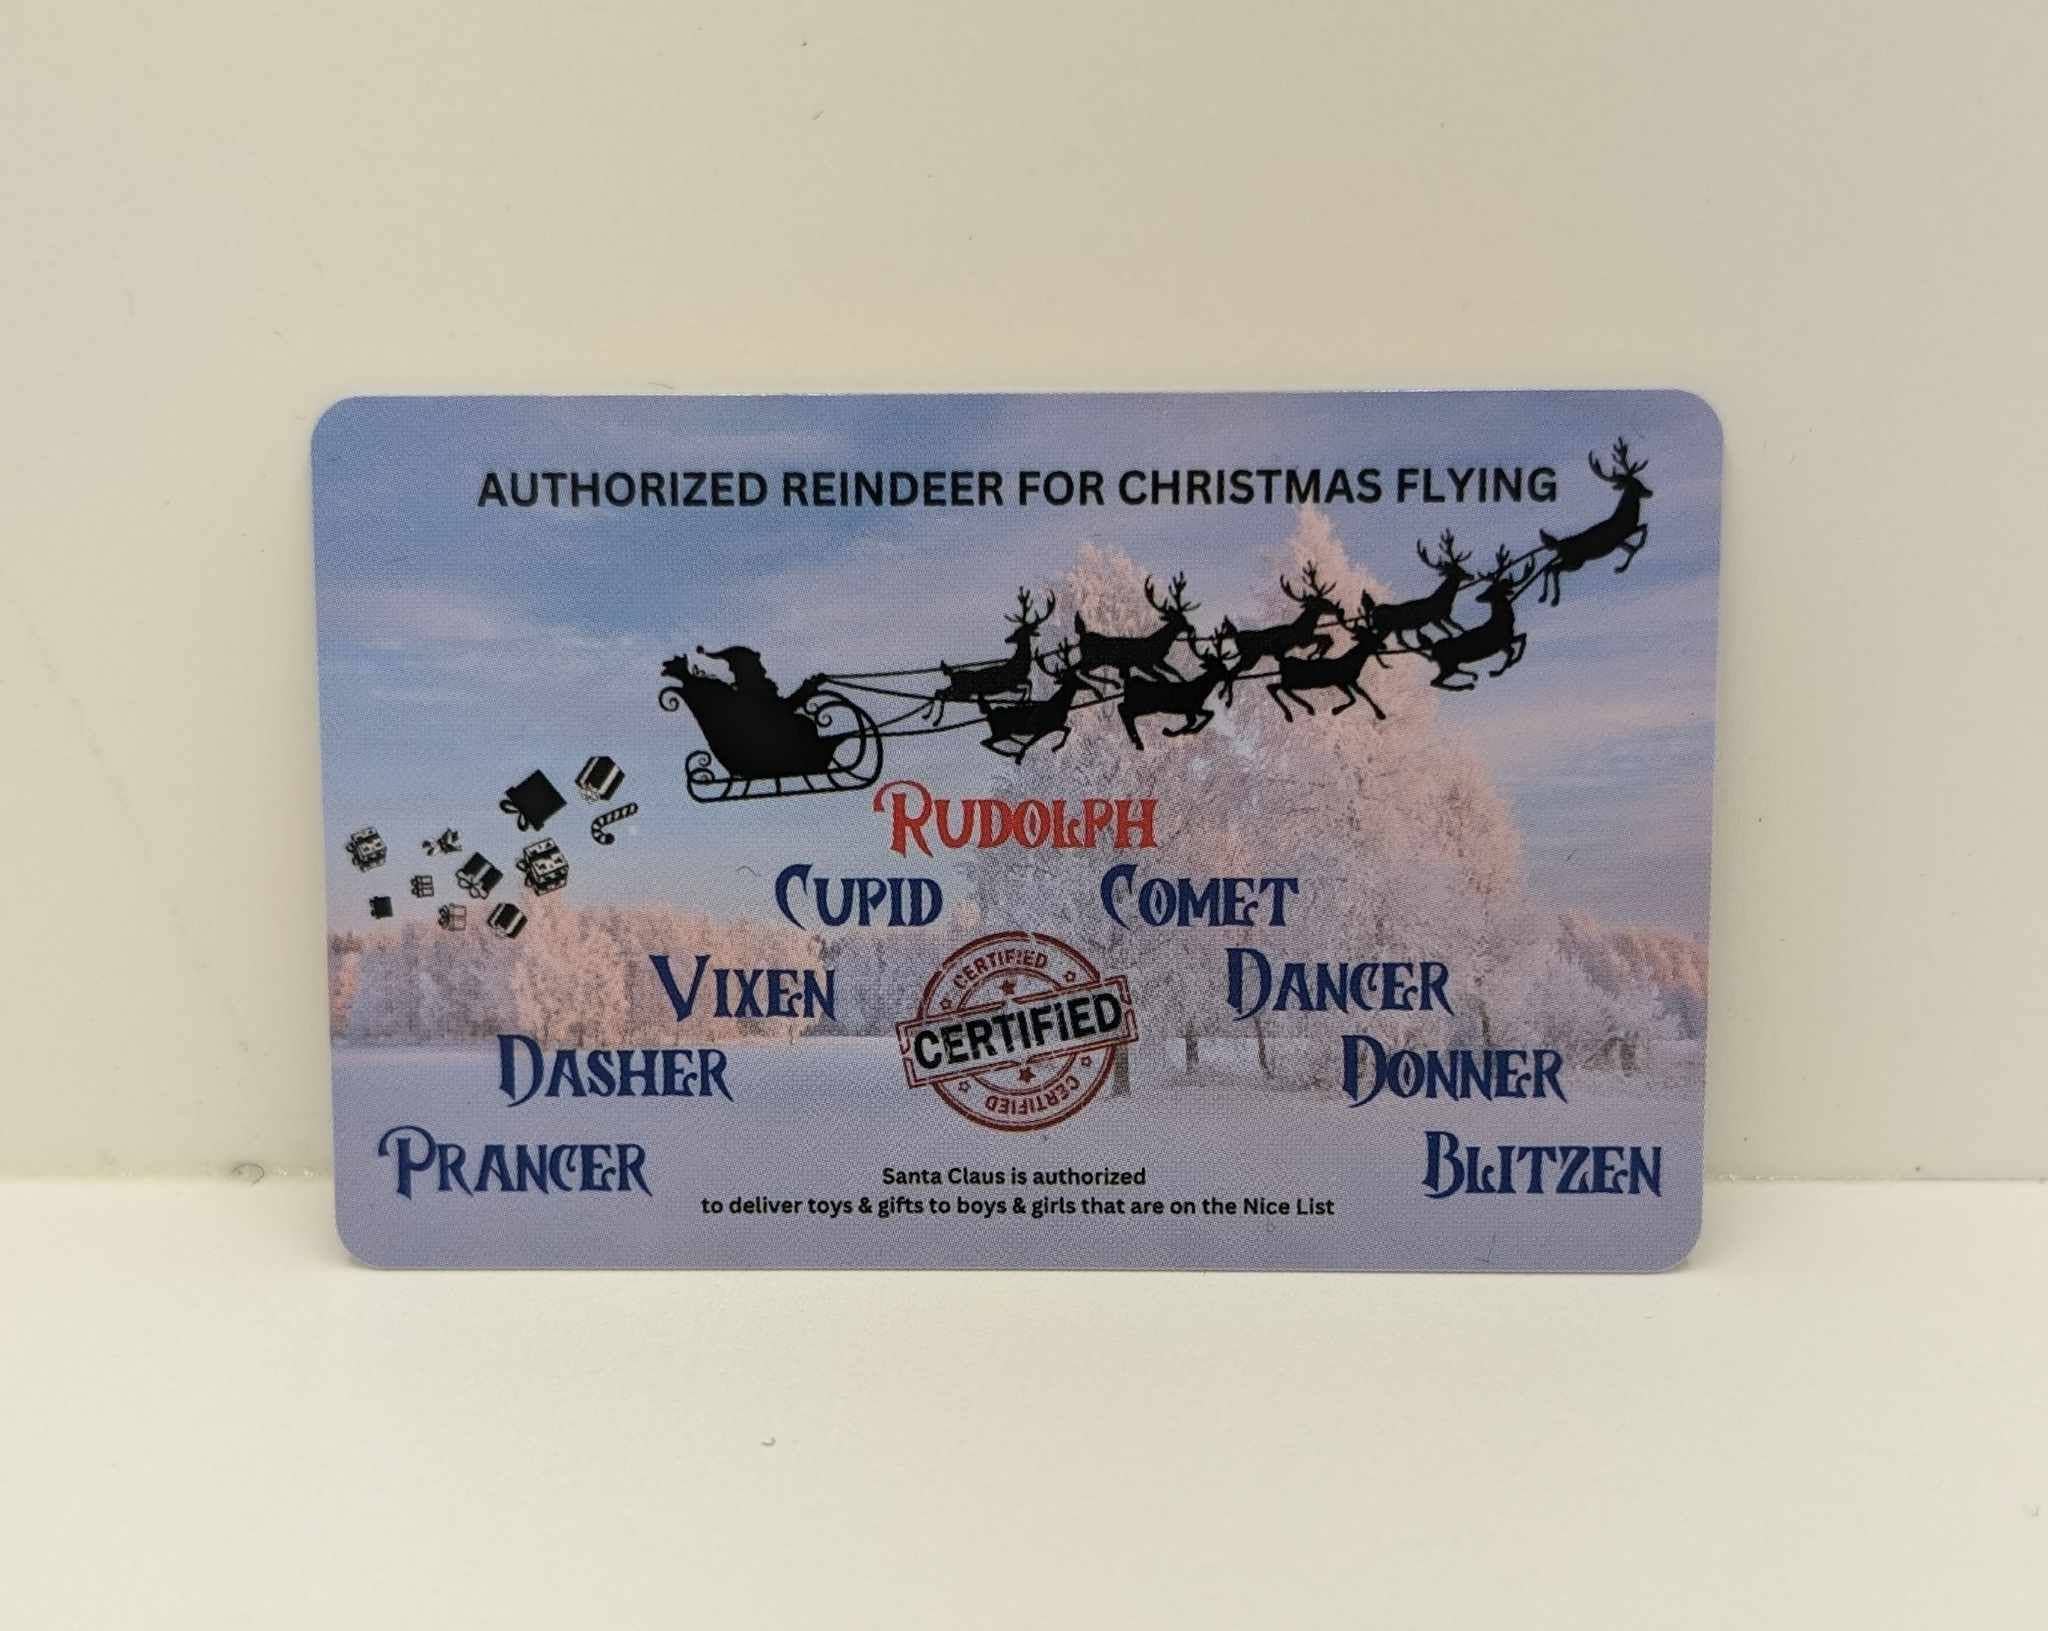 AUTHORIZED REINDEER FOR CHRISTMAS FLYING
RUDOLPH
CUPID COMET
VIXEN DANCER
DASHER DONNER
PRANCER BLITZEN
CERTIFIED
CERTIFIED
CERTIFIED
Santa Claus is authorized
to deliver toys & gifts to boys & girls that are on the Nice List